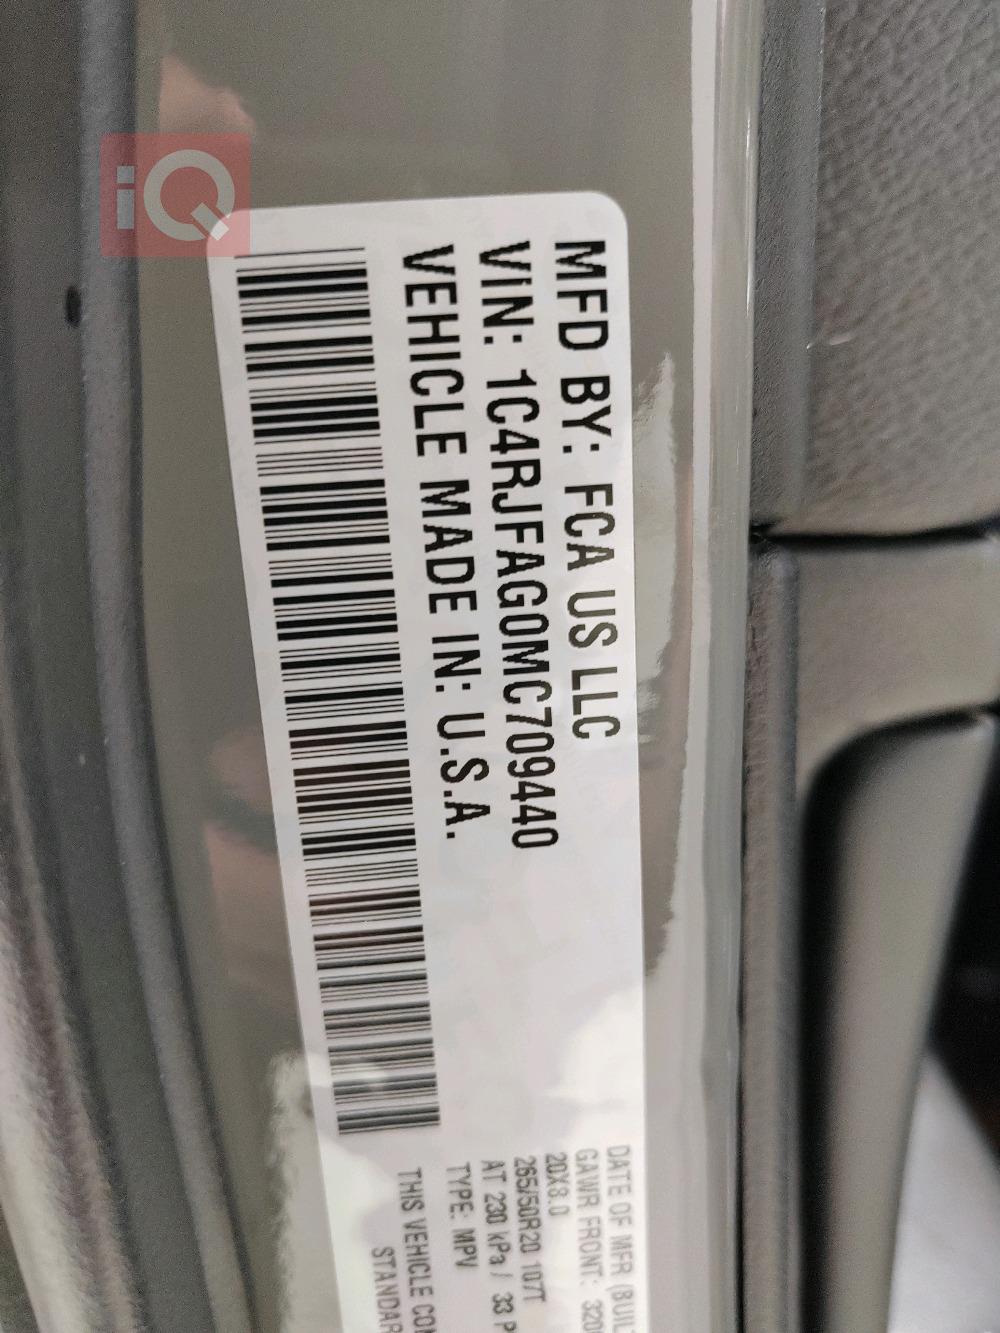 iQ
MFD BY: FCA US LLC
VIN: 1C4RJFAG0MC709440
VEHICLE MADE IN: U.S.A.
DATE OF MFR
GAWR FRONT:
20X8.0
265/50R20 107T
AT 230 kPa / 33
TYPE: MPV
THIS VEHICLE